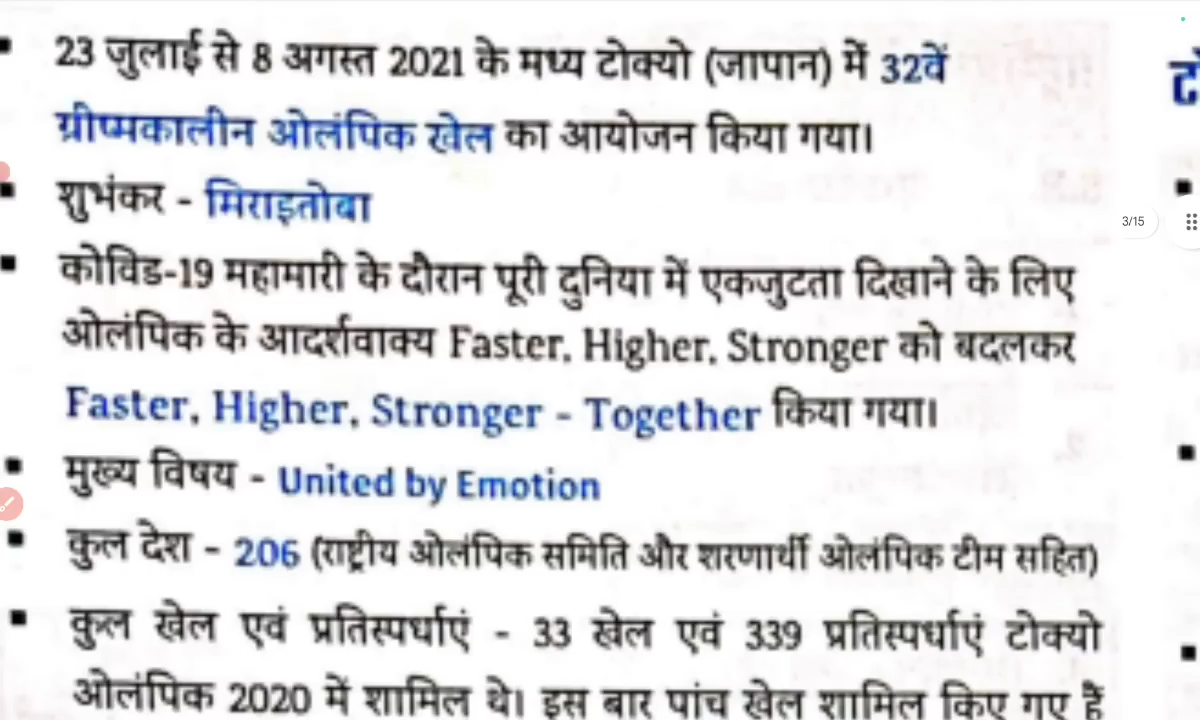 23 जुलाई से 8 अगस्त 2021 के मध्य टोक्यो (जापान) में 32वें
ग्रीष्मकालीन ओलंपिक खेल का आयोजन किया गया।
शुभंकर - मिराइतोवा
3/15
कोविड-19 महामारी के दौरान पूरी दुनिया में एकजुटता दिखाने के लिए
ओलंपिक के आदर्शवाक्य Faster, Higher, Stronger को बदलकर
Faster, Higher, Stronger - Together किया गया।
मुख्य विषय - United by Emotion
कुल देश - 206 (राष्ट्रीय ओलंपिक समिति और शरणार्थी ओलंपिक टीम सहित)
कुल खेल एवं प्रतिस्पर्धाएं - 33 खेल एवं 339 प्रतिस्पर्धाएं टोक्यो
ओलंपिक 2020 में शामिल थे। इस बार पांच खेल शामिल किए गए हैं